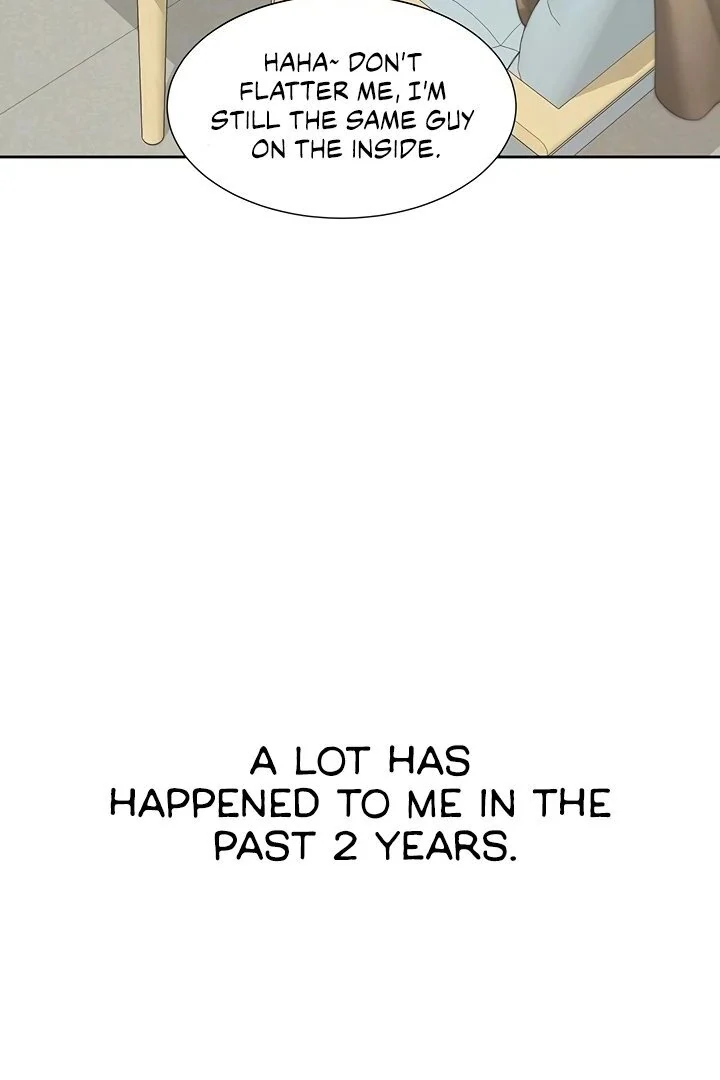 HAHA~ DON'T
FLATTER ME, I'M
STILL THE SAME GUY
ON THE INSIDE.
A LOT HAS
HAPPENED TO ME IN THE
PAST 2 YEARS.